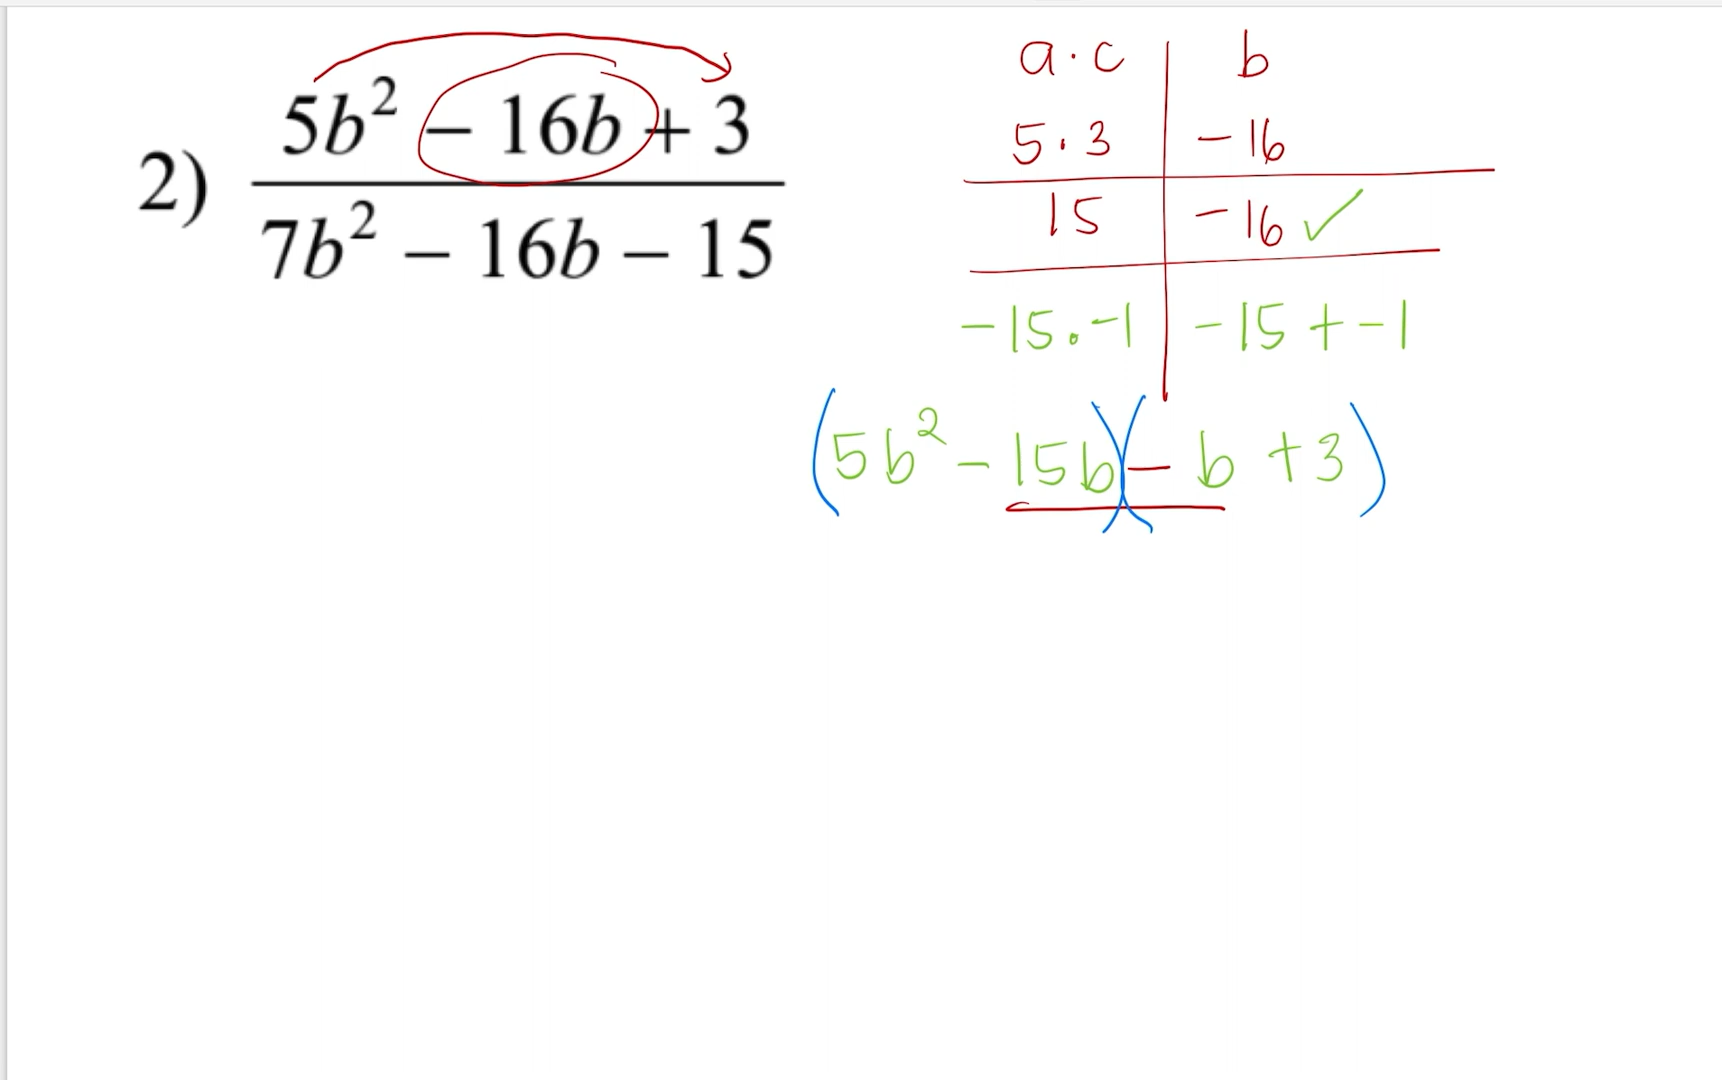 2) 5b² – 16b + 3
7b² – 16b – 15
a·c b
5·3 -16
15 -16 ✓
-15·-1 -15+-1
(5b²-15b)(-b+3)